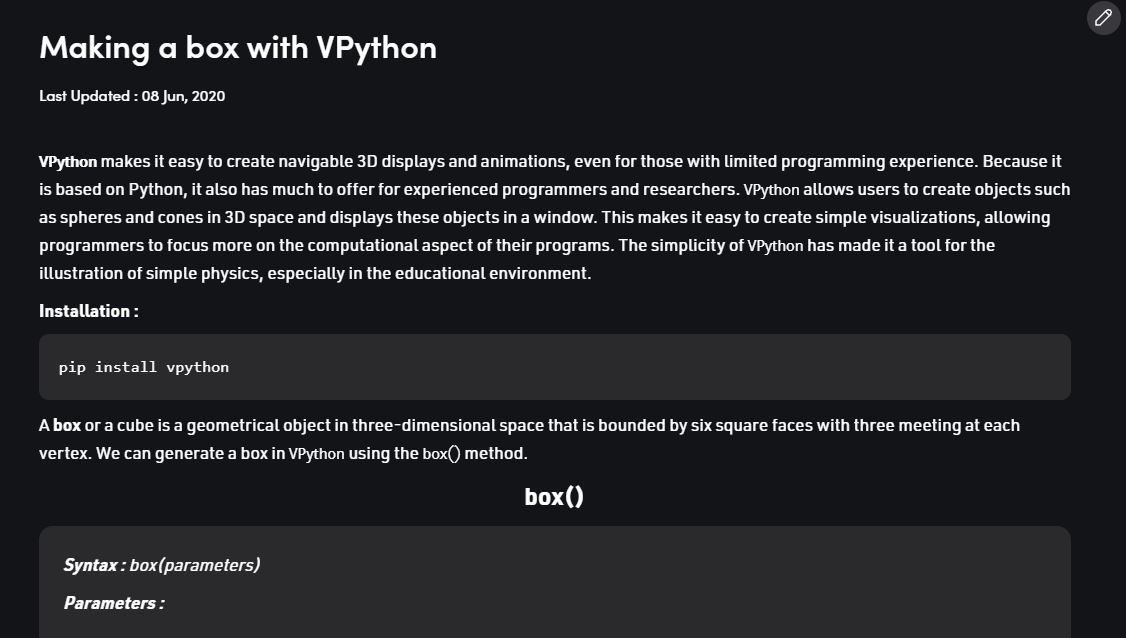 Making a box with VPython
Last Updated : 08 Jun, 2020
VPython makes it easy to create navigable 3D displays and animations, even for those with limited programming experience. Because it
is based on Python, it also has much to offer for experienced programmers and researchers. VPython allows users to create objects such
as spheres and cones in 3D space and displays these objects in a window. This makes it easy to create simple visualizations, allowing
programmers to focus more on the computational aspect of their programs. The simplicity of VPython has made it a tool for the
illustration of simple physics, especially in the educational environment.
Installation :
pip install vpython
A box or a cube is a geometrical object in three-dimensional space that is bounded by six square faces with three meeting at each
vertex. We can generate a box in VPython using the box() method.
box()
Syntax : box(parameters)
Parameters :